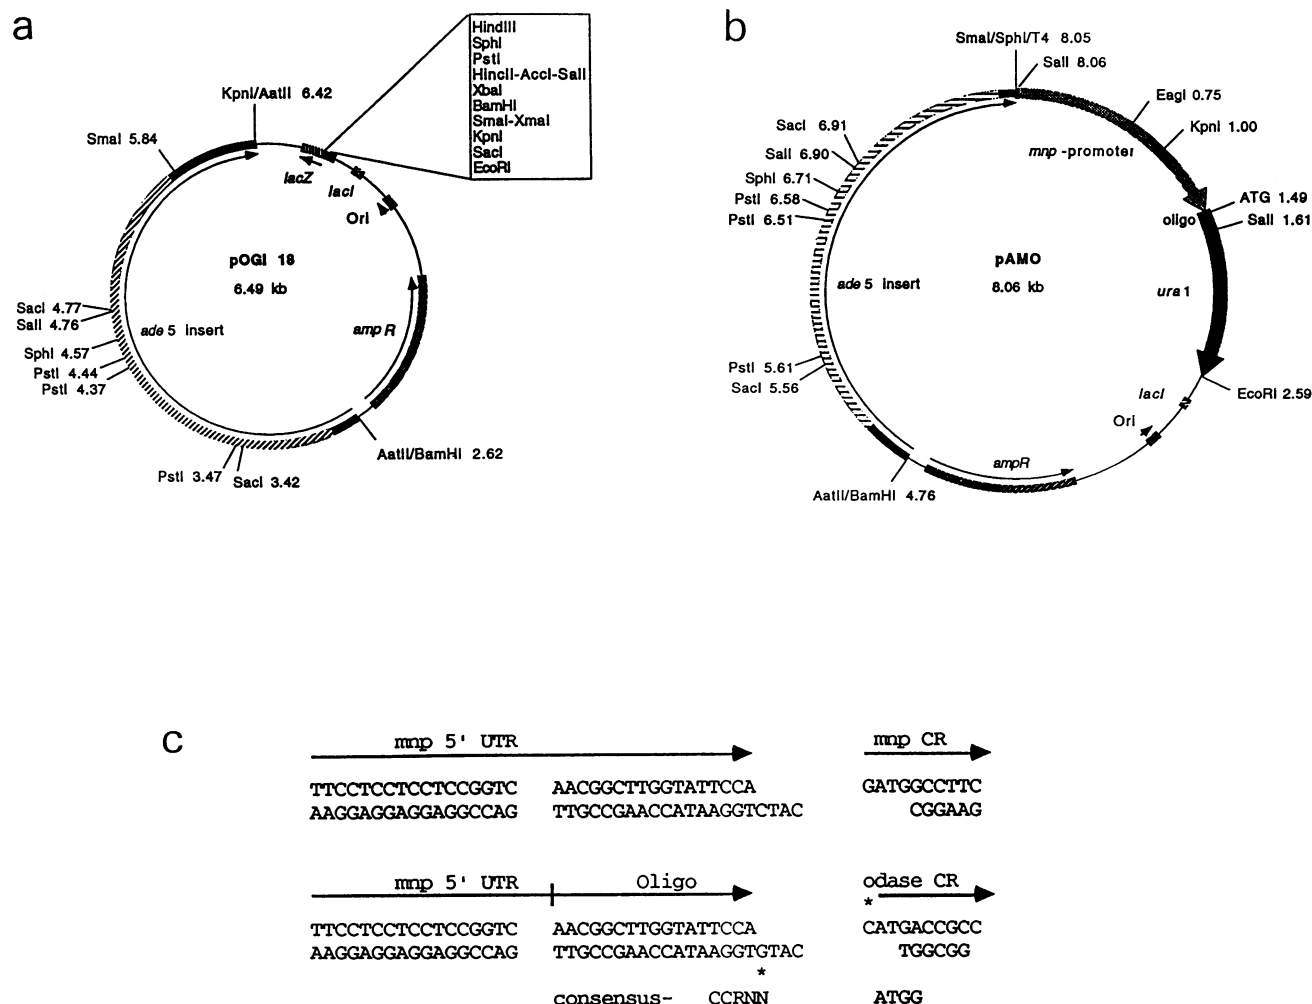 a
HindIII
SphI
PstI
HincII-AccI-SalI
XbaI
BamHI
SmaI-XmaI
KpnI
SacI
EcoRI
KpnI/AatII 6.42
SmaI 5.84
lacZ
lacI
Ori
pOGI 18
6.49 kb
SacI 4.77
SalI 4.76
ade5 insert
ampR
SphI 4.57
PstI 4.44
PstI 4.37
AatII/BamHI 2.62
PstI 3.47
SacI 3.42
b
SmaI/SphI/T4 8.05
SalI 8.06
EagI 0.75
KpnI 1.00
mnp-promoter
SacI 6.91
SalI 6.90
SphI 6.71
PstI 6.58
PstI 6.51
ATG 1.49
oligo
SalI 1.61
pAMO
8.06 kb
ade5 insert
ura1
PstI 5.61
SacI 5.56
lacI
EcoRI 2.59
Ori
ampR
AatII/BamHI 4.76
c
mnp 5' UTR mnp CR
TTCCTCCTCCTCCGGTC AACGGCTTGGTATTCCA GATGGCCTTC
AAGGAGGAGGAGGCCAG TTGCCGAACCATAAGGTCTAC CGGAAG
mnp 5' UTR Oligo odase CR
*
TTCCTCCTCCTCCGGTC AACGGCTTGGTATTCCA CATGACCGCC
AAGGAGGAGGAGGCCAG TTGCCGAACCATAAGGTGTAC TGGCGG
*
consensus- CCRNN ATGG